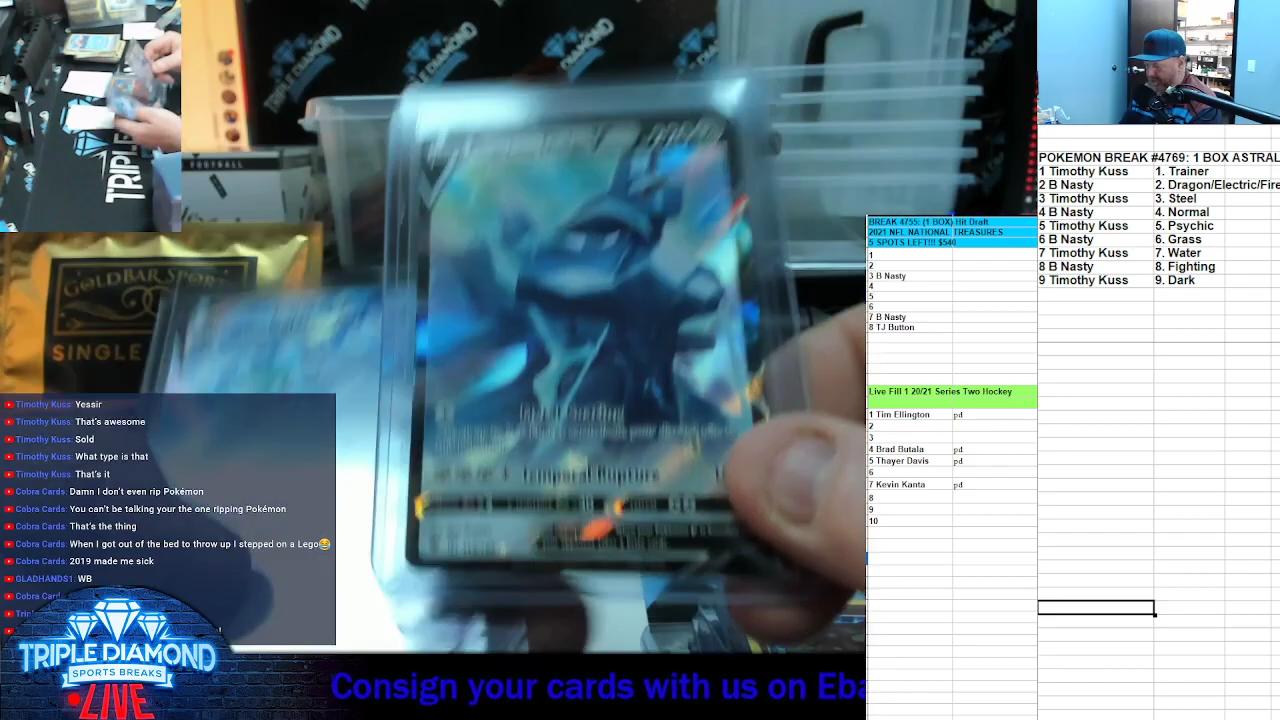 TRIPLE DIAMOND
TRIPLE
FOOTBALL
GOLDBAR SPORT
SINGLE
Temporal Rupture
Timothy Kuss: Yessir
Timothy Kuss: That's awesome
Timothy Kuss: Sold
Timothy Kuss: What type is that
Timothy Kuss: That's it
Cobra Cards: Damn I don't even rip Pokémon
Cobra Cards: You can't be talking your the one ripping Pokémon
Cobra Cards: That's the thing
Cobra Cards: When I got out of the bed to throw up I stepped on a Lego😂
Cobra Cards: 2019 made me sick
GLADHANDS1: WB
Cobra Card
TRIPLE DIAMOND
SPORTS BREAKS
LIVE
Consign your cards with us on Eba
BREAK 4755: (1 BOX) Hit Draft
2021 NFL NATIONAL TREASURES
5 SPOTS LEFT!!! $540
1
2
3 B Nasty
4
5
6
7 B Nasty
8 TJ Button
Live Fill 1 20/21 Series Two Hockey
1 Tim Ellington pd
2
3
4 Brad Butala pd
5 Thayer Davis pd
6
7 Kevin Kanta pd
8
9
10
POKEMON BREAK #4769: 1 BOX ASTRAL
1 Timothy Kuss 1. Trainer
2 B Nasty 2. Dragon/Electric/Fire
3 Timothy Kuss 3. Steel
4 B Nasty 4. Normal
5 Timothy Kuss 5. Psychic
6 B Nasty 6. Grass
7 Timothy Kuss 7. Water
8 B Nasty 8. Fighting
9 Timothy Kuss 9. Dark